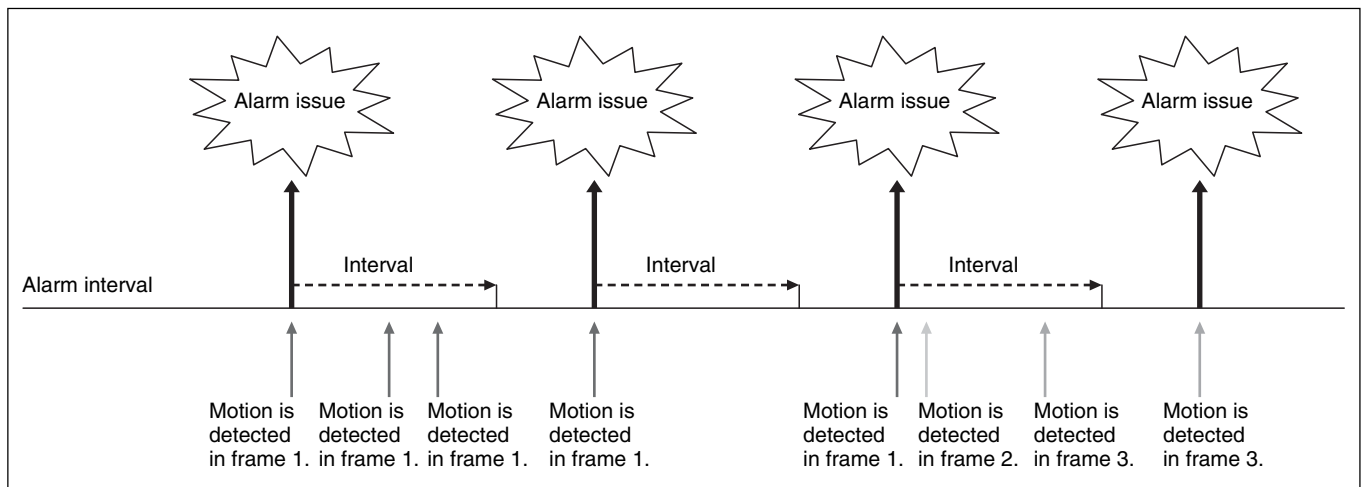 Alarm issue
Alarm issue
Alarm issue
Alarm issue
Interval
Interval
Interval
Alarm interval
Motion is
detected
in frame 1.
Motion is
detected
in frame 1.
Motion is
detected
in frame 1.
Motion is
detected
in frame 1.
Motion is
detected
in frame 1.
Motion is
detected
in frame 2.
Motion is
detected
in frame 3.
Motion is
detected
in frame 3.